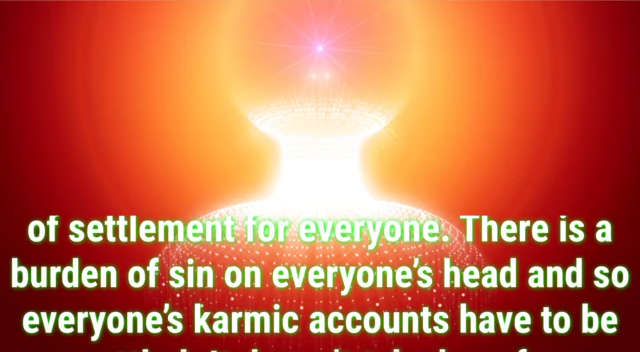 of settlement for everyone. There is a
burden of sin on everyone's head and so
everyone's karmic accounts have to be